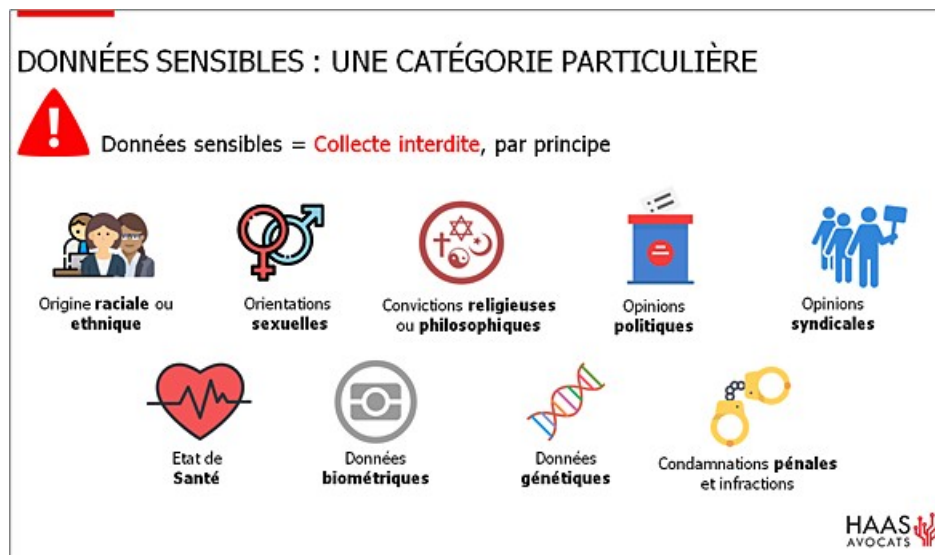 DONNÉES SENSIBLES : UNE CATÉGORIE PARTICULIÈRE
Données sensibles = Collecte interdite, par principe
Origine raciale ou
ethnique
Orientations
sexuelles
Convictions religieuses
ou philosophiques
Opinions
politiques
Opinions
syndicales
Etat de
Santé
Données
biométriques
Données
génétiques
Condamnations pénales
et infractions
HAAS
AVOCATS